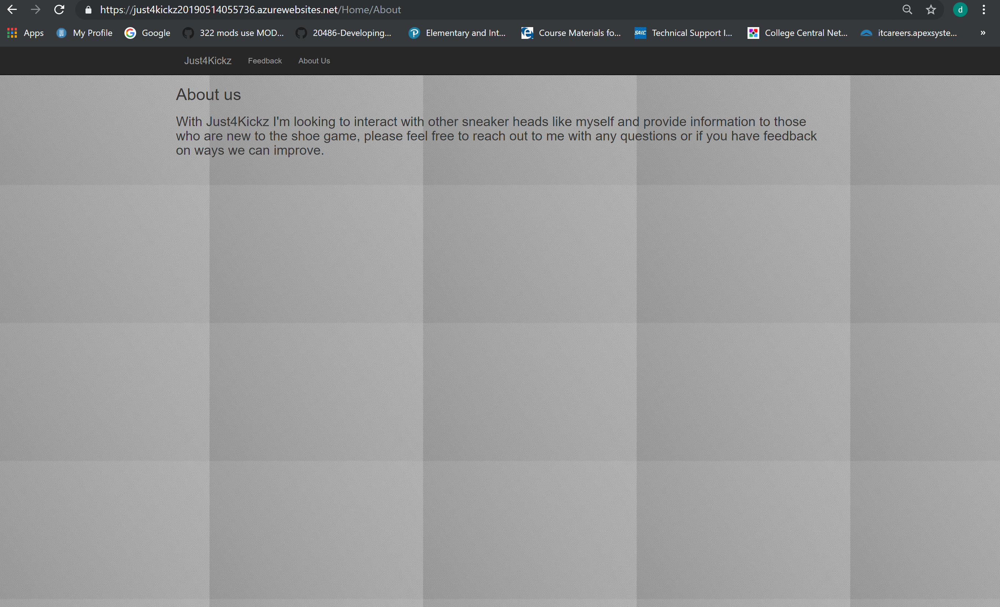 https://just4kickz20190514055736.azurewebsites.net/Home/About
d
Apps My Profile Google 322 mods use MOD... 20486-Developing... Elementary and Int... Course Materials fo... SAIC Technical Support I... College Central Net... itcareers.apexsyste... »
Just4Kickz Feedback About Us
About us
With Just4Kickz I'm looking to interact with other sneaker heads like myself and provide information to those
who are new to the shoe game, please feel free to reach out to me with any questions or if you have feedback
on ways we can improve.